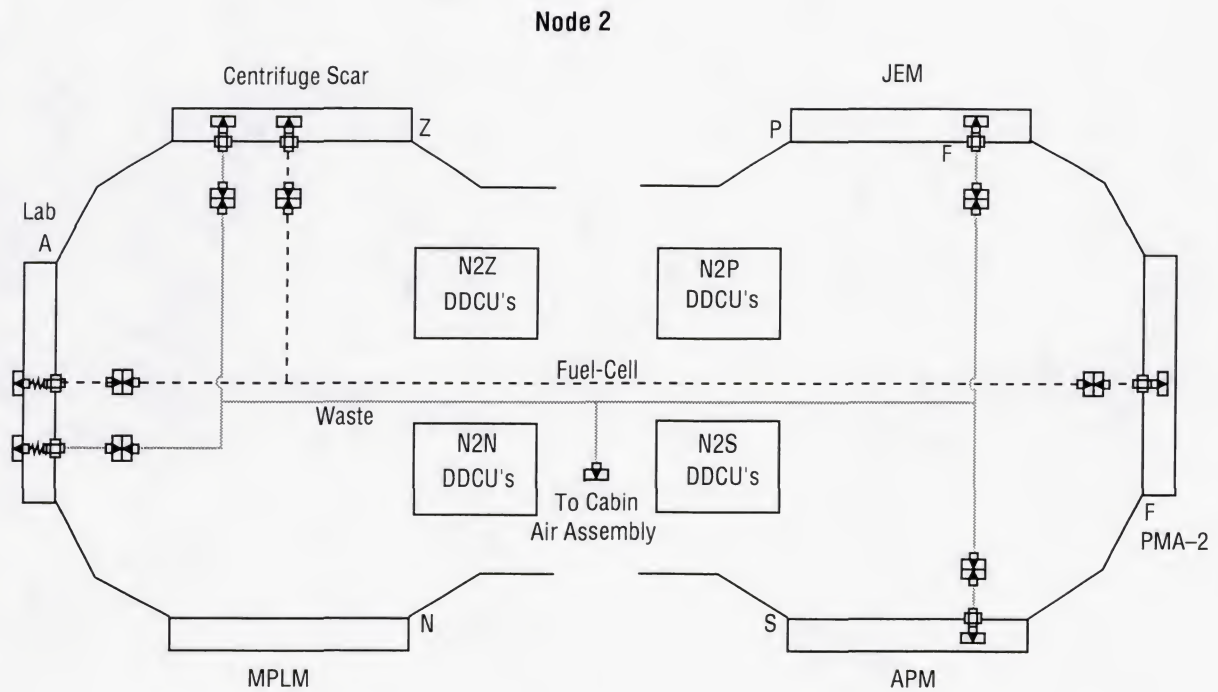 Node 2
Centrifuge Scar
JEM
Z
P
F
Lab
A
N2Z
DDCU's
N2P
DDCU's
Fuel-Cell
Waste
N2N
DDCU's
N2S
DDCU's
To Cabin
Air Assembly
F
PMA–2
N
S
MPLM
APM